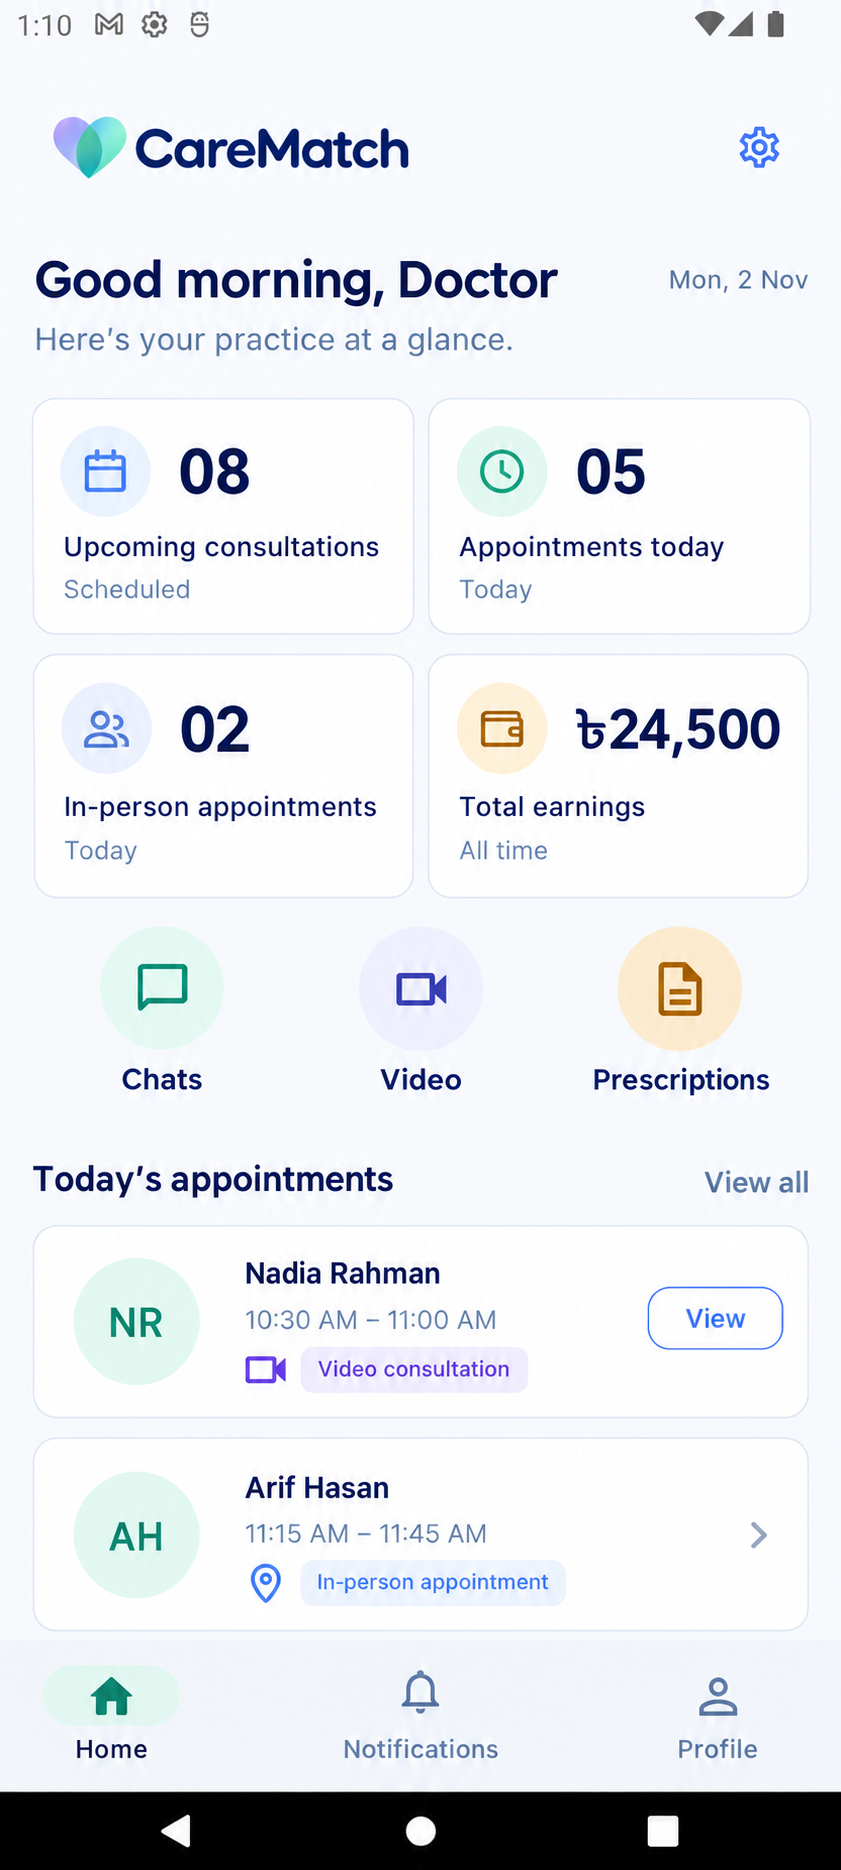 1:10
CareMatch
Good morning, Doctor
Mon, 2 Nov
Here's your practice at a glance.
08
Upcoming consultations
Scheduled
05
Appointments today
Today
02
In-person appointments
Today
৳24,500
Total earnings
All time
Chats
Video
Prescriptions
Today's appointments
View all
NR
Nadia Rahman
10:30 AM – 11:00 AM
Video consultation
View
AH
Arif Hasan
11:15 AM – 11:45 AM
In-person appointment
Home
Notifications
Profile